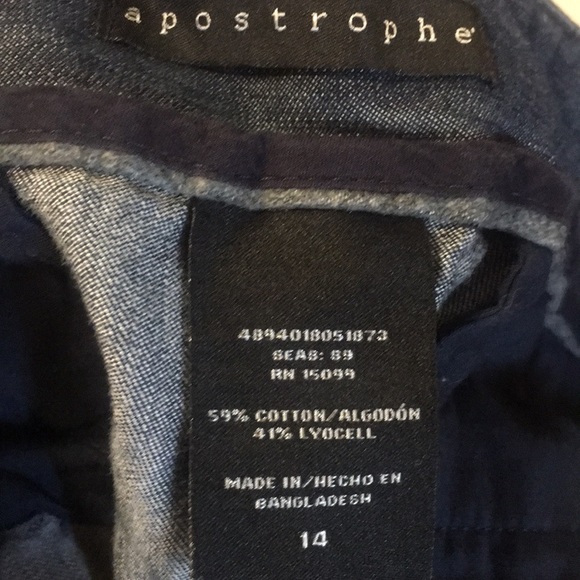 apostrophe
4894018051873
SEAS: 89
RN 15099
59% COTTON/ALGODÓN
41% LYOCELL
MADE IN/HECHO EN
BANGLADESH
14